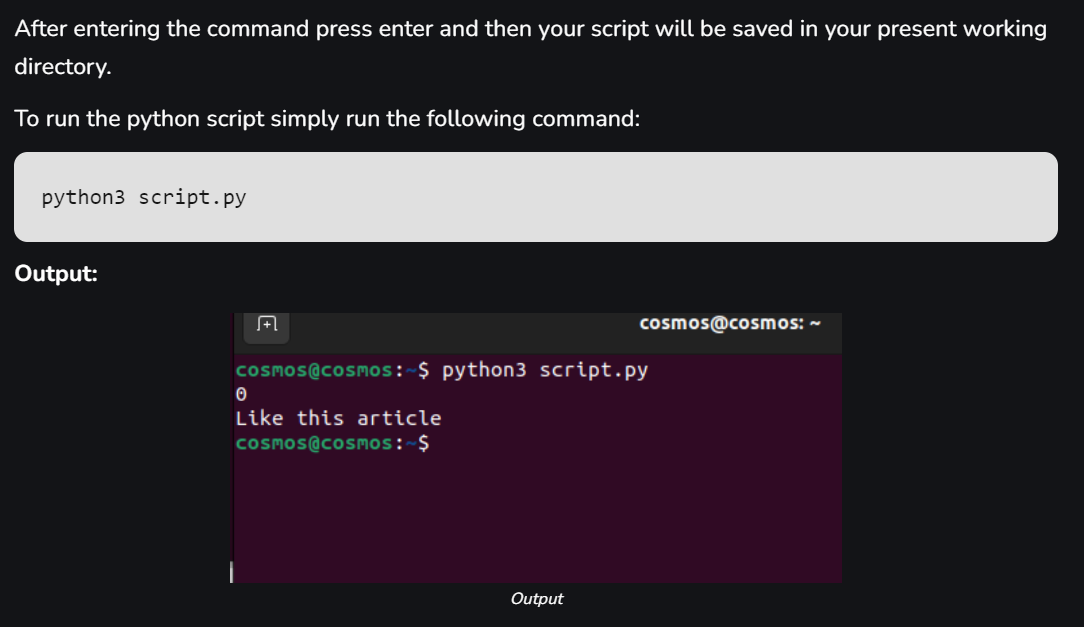 After entering the command press enter and then your script will be saved in your present working
directory.
To run the python script simply run the following command:
python3 script.py
Output:
cosmos@cosmos: ~
cosmos@cosmos:~$ python3 script.py
0
Like this article
cosmos@cosmos:~$
Output